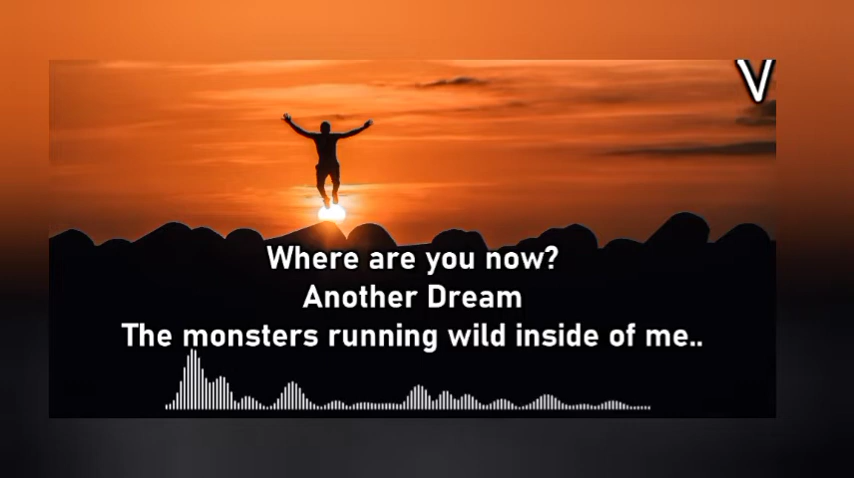 V
Where are you now?
Another Dream
The monsters running wild inside of me..